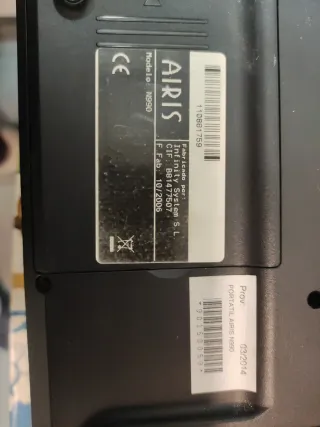 AIRIS
Modelo: N990
CE
Fabricado por:
Infinity System S.L
CIF: B81477507
F.Fab: 10/2006
110681759
Prov: 03/2014
PORTATIL AIRIS N990